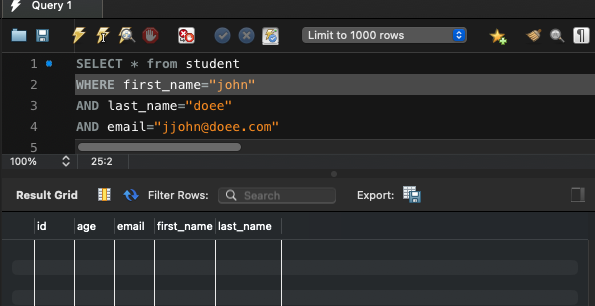 Query 1
Limit to 1000 rows
1 SELECT * from student
2 WHERE first_name="john"
3 AND last_name="doee"
4 AND email="jjohn@doee.com"
5
100% 25:2
Result Grid Filter Rows: Search Export:
id age email first_name last_name